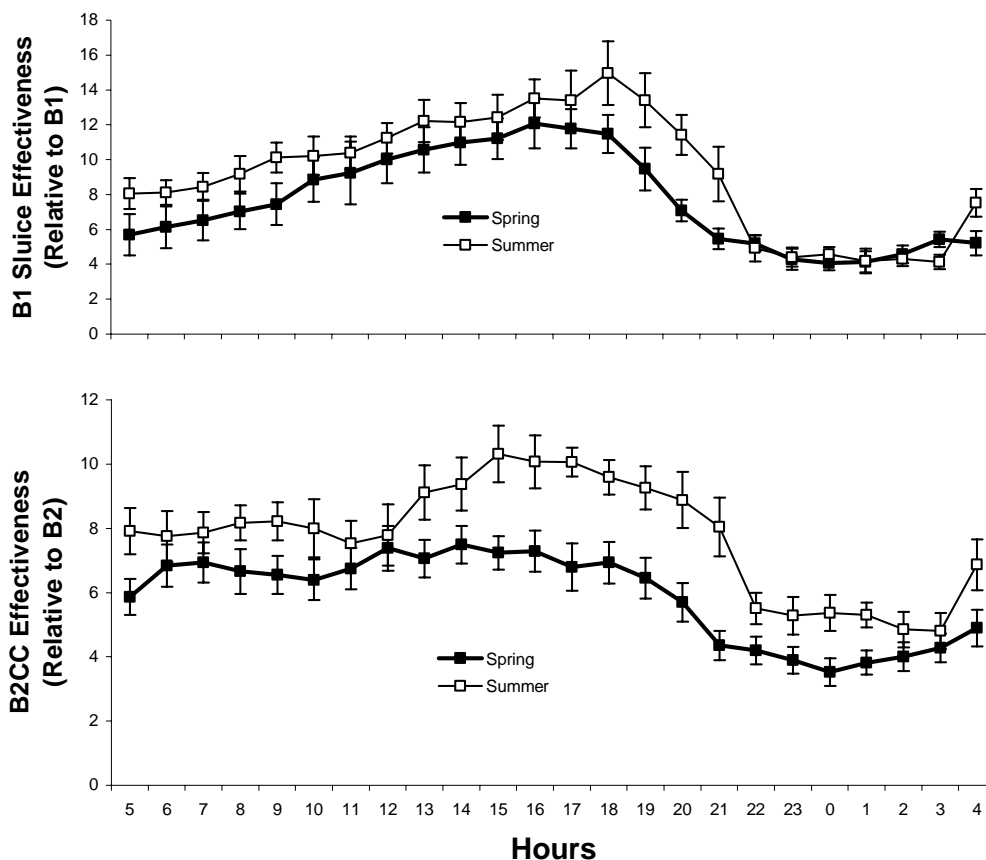 B1 Sluice Effectiveness
(Relative to B1)
18
16
14
12
10
8
6
4
2
0
Spring
Summer
B2CC Effectiveness
(Relative to B2)
12
10
8
6
4
2
0
Spring
Summer
5 6 7 8 9 10 11 12 13 14 15 16 17 18 19 20 21 22 23 0 1 2 3 4
Hours